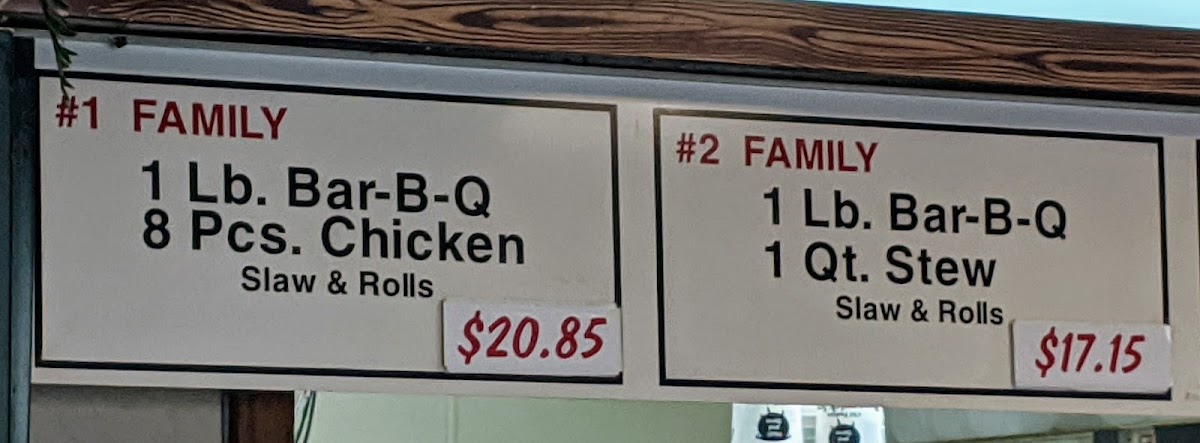 #1 FAMILY
1 Lb. Bar-B-Q
8 Pcs. Chicken
Slaw & Rolls
$20.85
#2 FAMILY
1 Lb. Bar-B-Q
1 Qt. Stew
Slaw & Rolls
$17.15